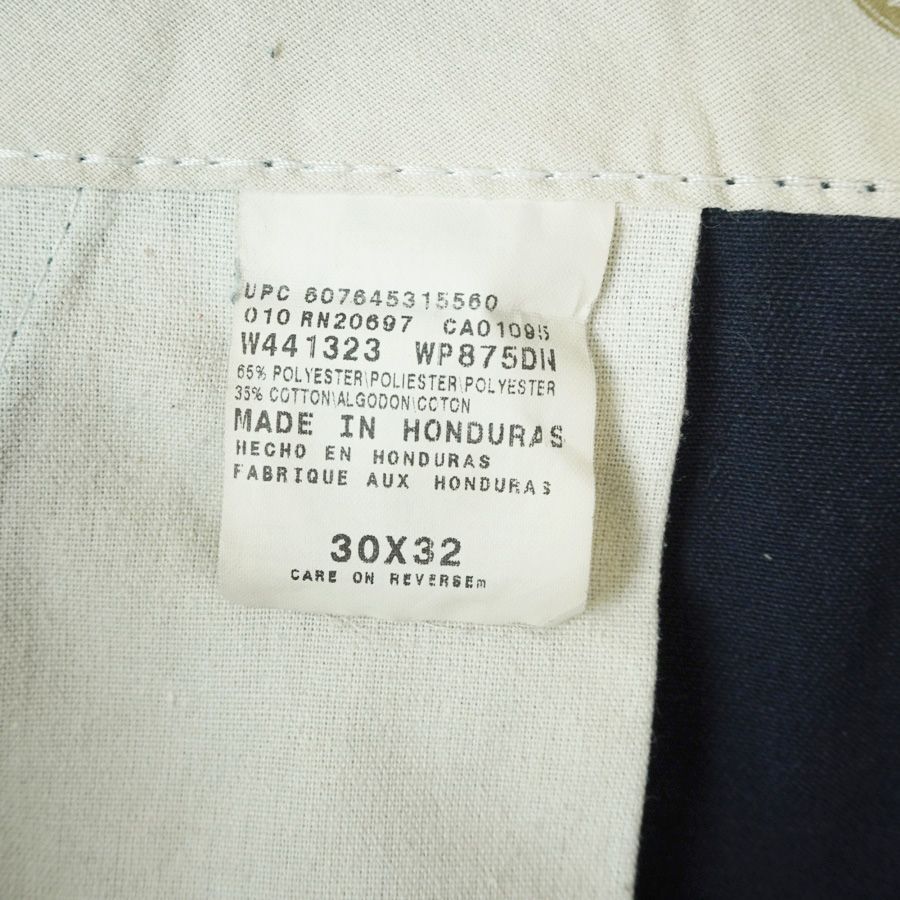 UPC 607645315560
010 RN20697 CA01095
W441323 WP875DN
65% POLYESTER\POLIESTER\POLYESTER
35% COTTON\ALGODON\COTON
MADE IN HONDURAS
HECHO EN HONDURAS
FABRIQUE AUX HONDURAS
30X32
CARE ON REVERSEm